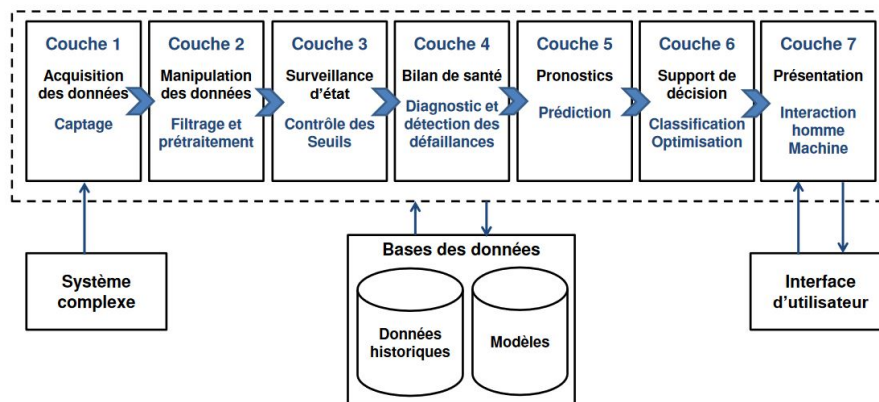 Couche 1
Acquisition
des données
Captage
Couche 2
Manipulation
des données
Filtrage et
prétraitement
Couche 3
Surveillance
d'état
Contrôle des
Seuils
Couche 4
Bilan de santé
Diagnostic et
détection des
défaillances
Couche 5
Pronostics
Prédiction
Couche 6
Support de
décision
Classification
Optimisation
Couche 7
Présentation
Interaction
homme
Machine
Système
complexe
Bases des données
Données
historiques
Modèles
Interface
d'utilisateur